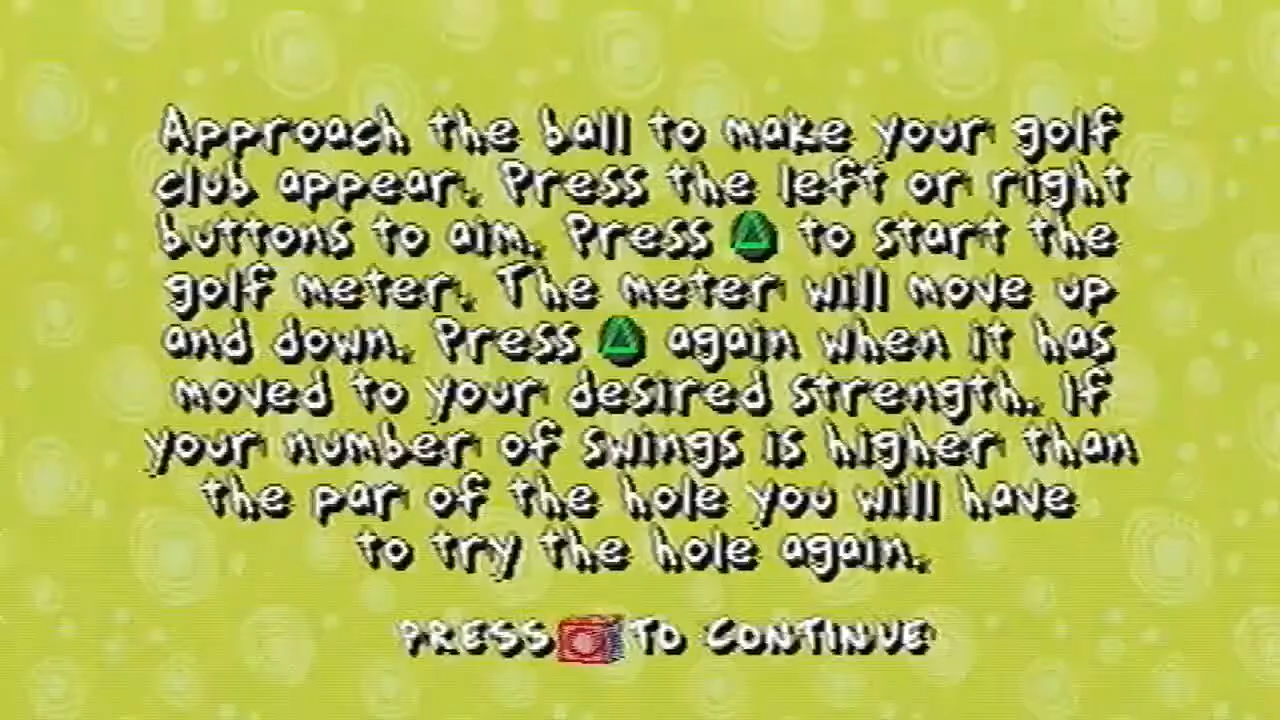 Approach the ball to make your golf
club appear. Press the left or right
buttons to aim. Press to start the
golf meter. The meter will move up
and down. Press again when it has
moved to your desired strength. If
your number of swings is higher than
the par of the hole you will have
to try the hole again.
PRESS TO CONTINUE